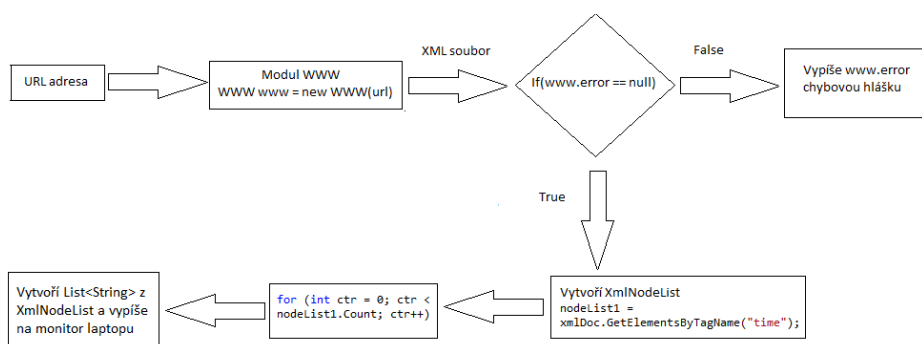 URL adresa
Modul WWW
WWW www = new WWW(url)
XML soubor
If(www.error == null)
False
Vypíše www.error
chybovou hlášku
True
Vytvoří XmlNodeList
nodeList1 =
xmlDoc.GetElementsByTagName("time");
for (int ctr = 0; ctr <
nodeList1.Count; ctr++)
Vytvoří List<String> z
XmlNodeList a vypíše
na monitor laptopu